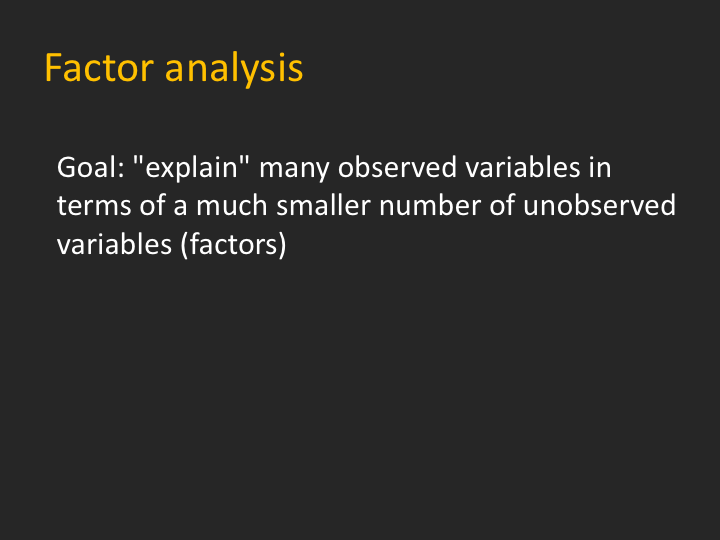 Factor analysis
Goal: "explain" many observed variables in
terms of a much smaller number of unobserved
variables (factors)